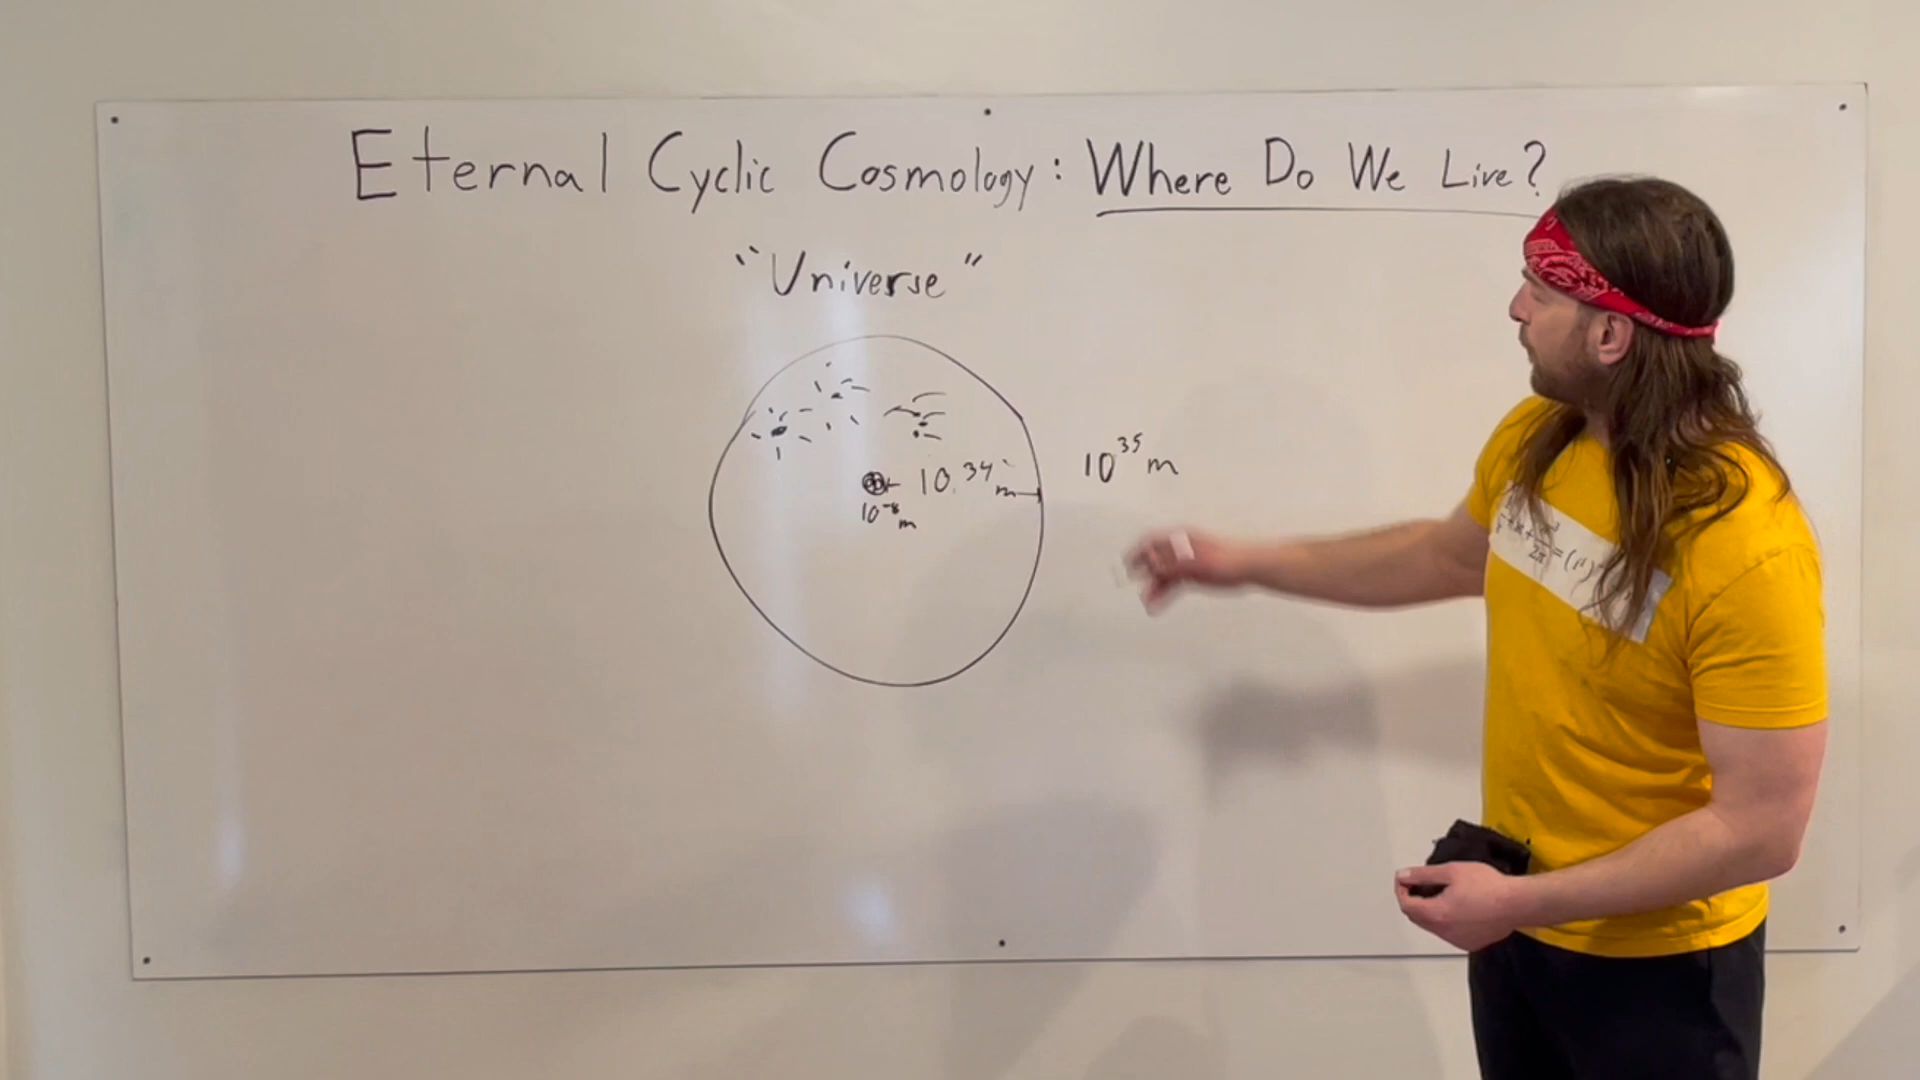 Eternal Cyclic Cosmology: Where Do We Live?
"Universe"
10^35 m
10^34 m
10^-8 m